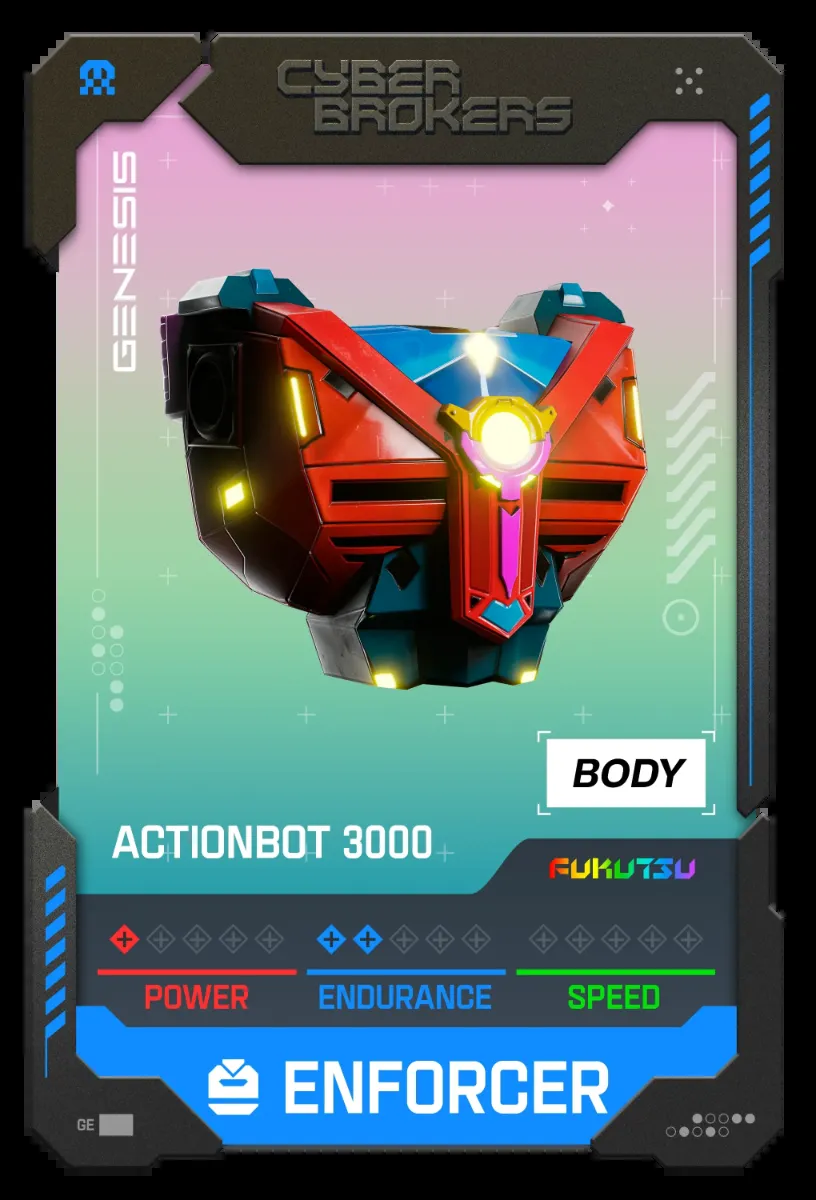 CYBER
BROKERS
GENESIS
BODY
ACTIONBOT 3000
FUKUTSU
POWER
ENDURANCE
SPEED
ENFORCER
GE